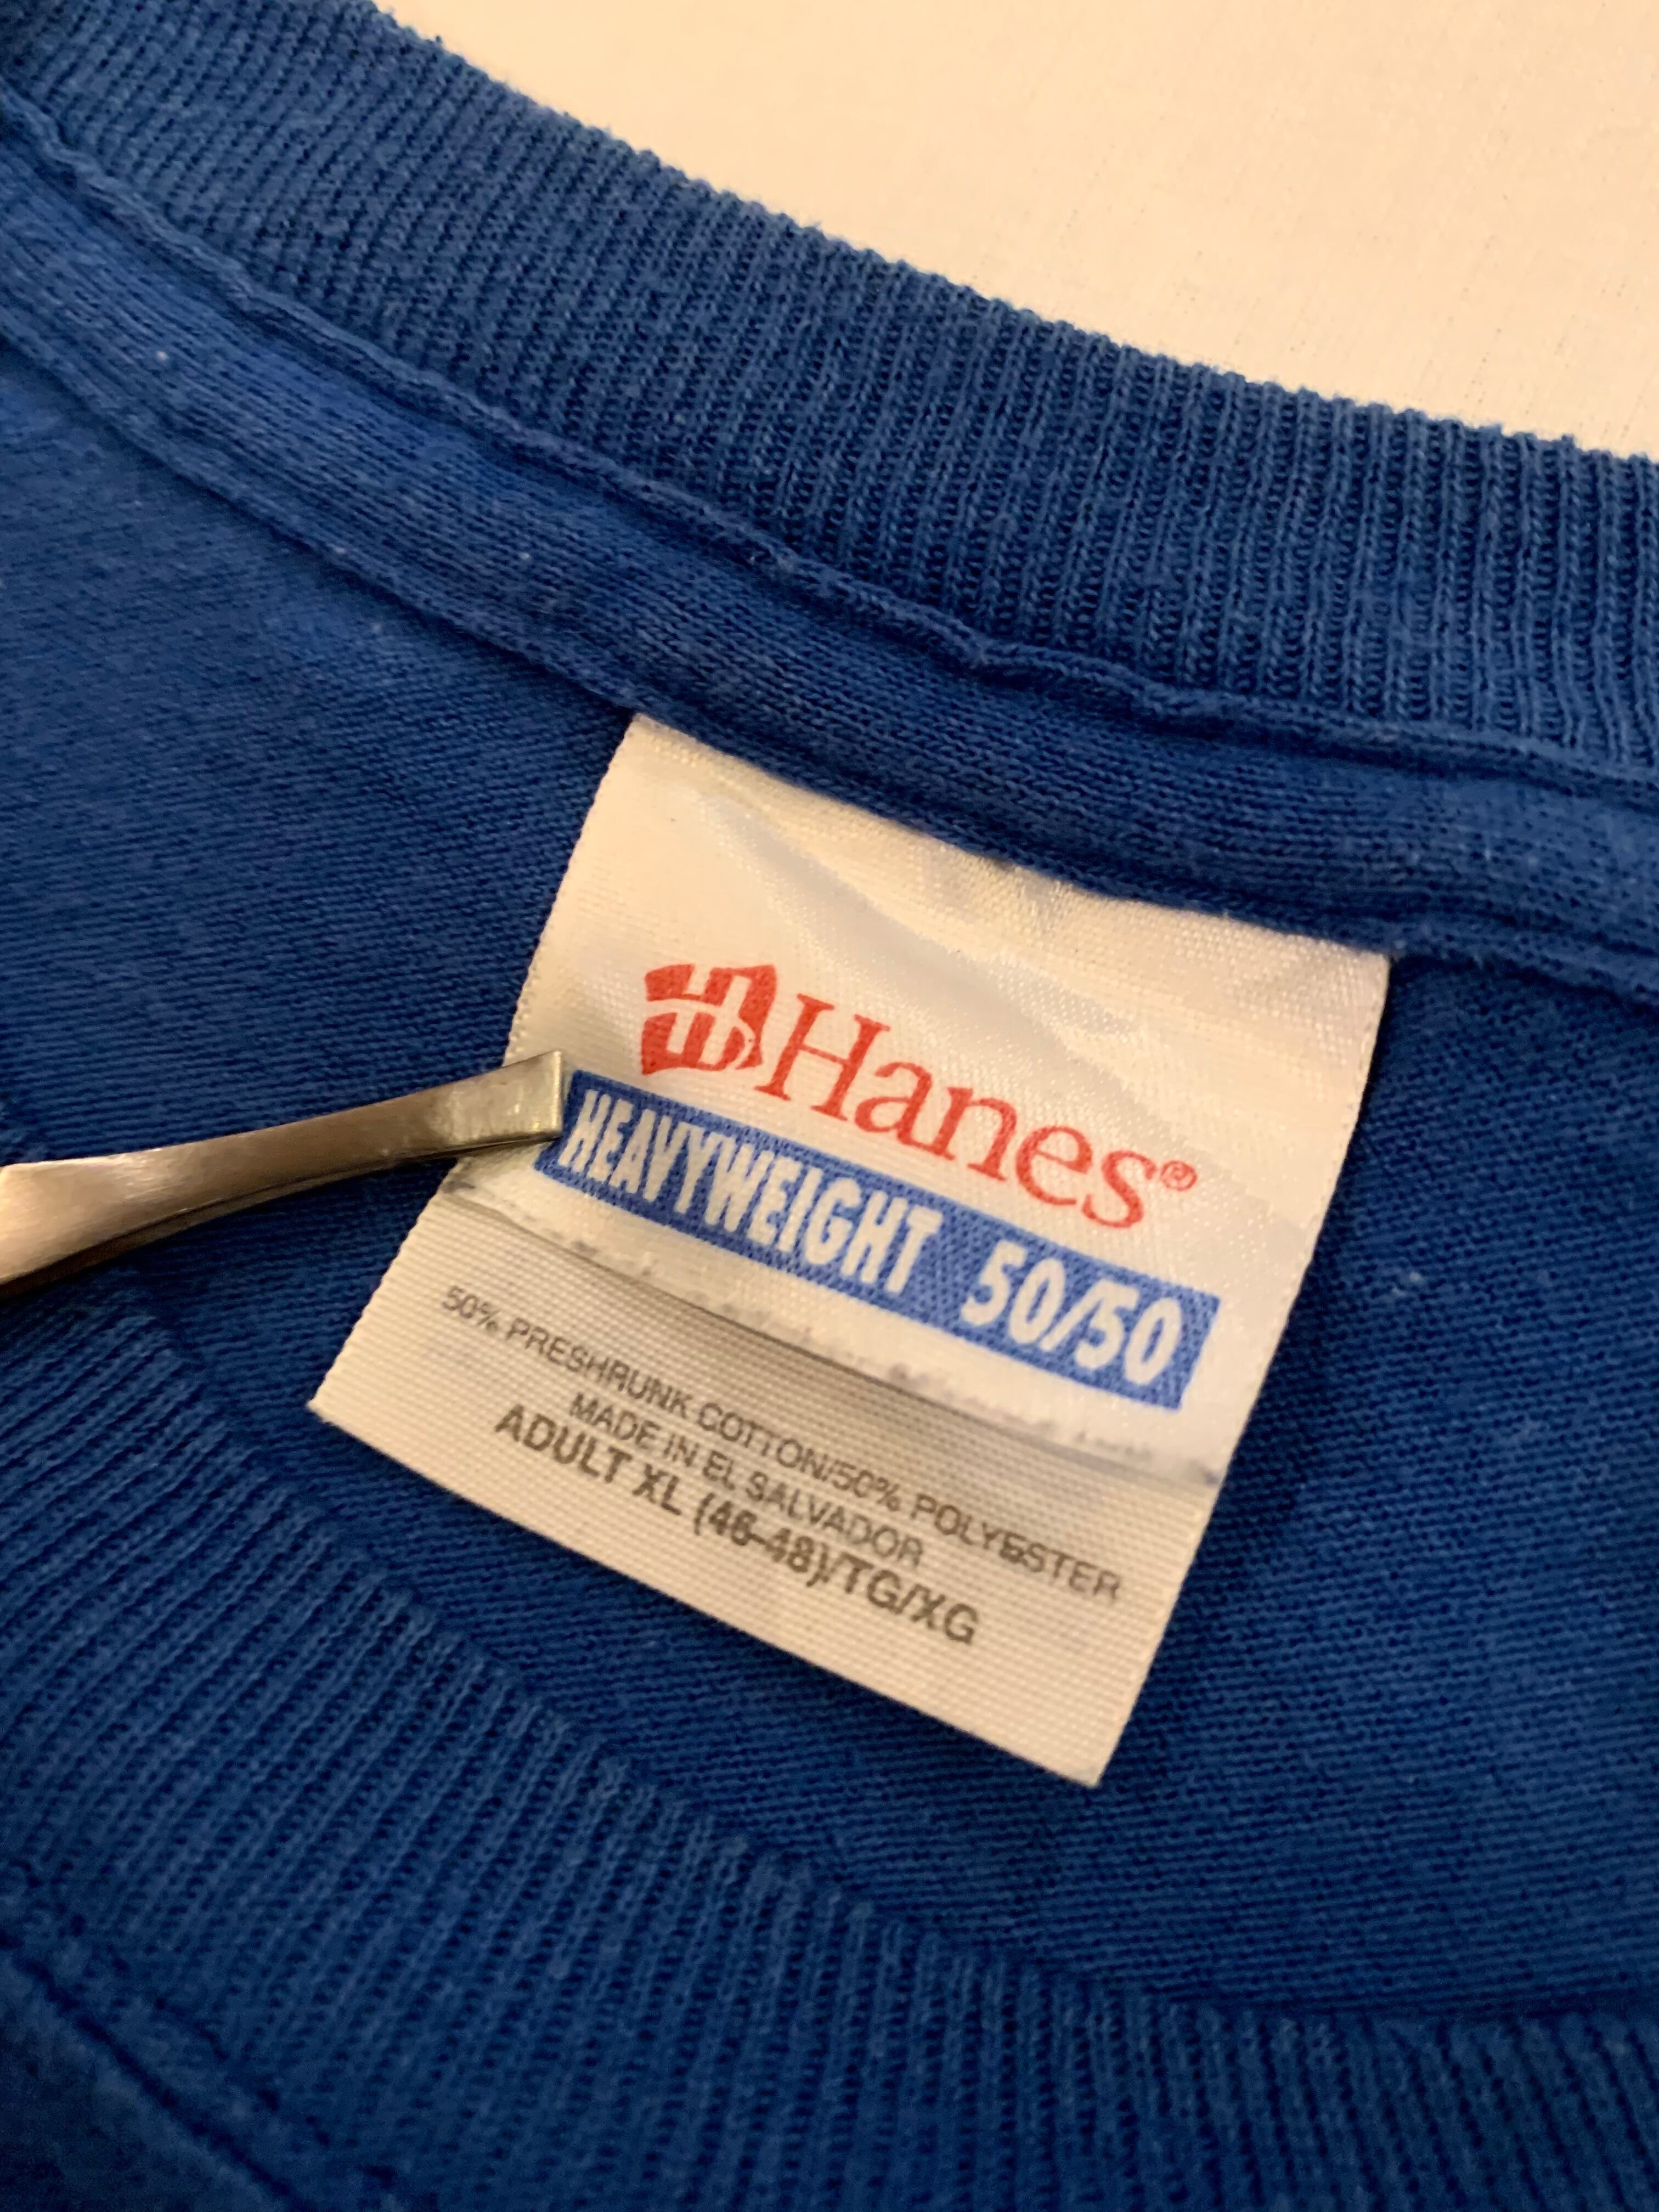 Hanes®
HEAVYWEIGHT 50/50
50% PRESHRUNK COTTON/50% POLYESTER
MADE IN EL SALVADOR
ADULT XL (46-48)/TG/XG